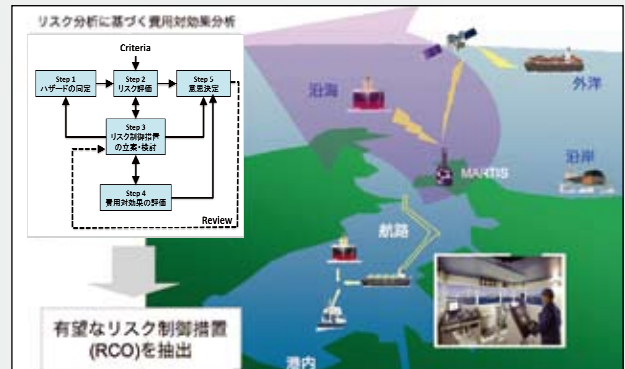 リスク分析に基づく費用対効果分析
Criteria
Step 1
ハザードの同定
Step 2
リスク評価
Step 5
意思決定
Step 3
リスク制御措置
の立案・検討
Step 4
費用対効果の評価
Review
有望なリスク制御措置
(RCO)を抽出
沿海
外洋
MARTIS
沿岸
航路
港内